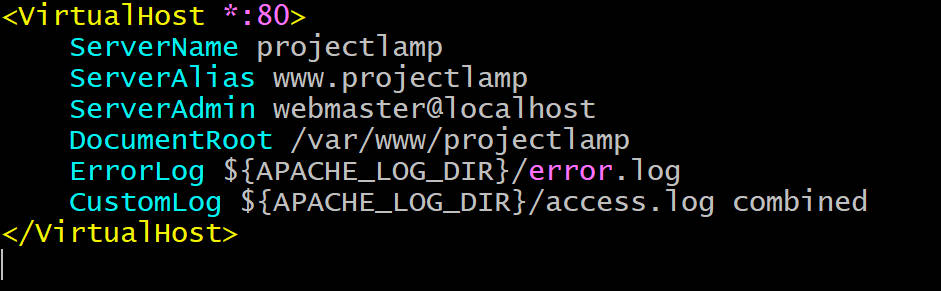 <VirtualHost *:80>
ServerName projectlamp
ServerAlias www.projectlamp
ServerAdmin webmaster@localhost
DocumentRoot /var/www/projectlamp
ErrorLog ${APACHE_LOG_DIR}/error.log
CustomLog ${APACHE_LOG_DIR}/access.log combined
</VirtualHost>